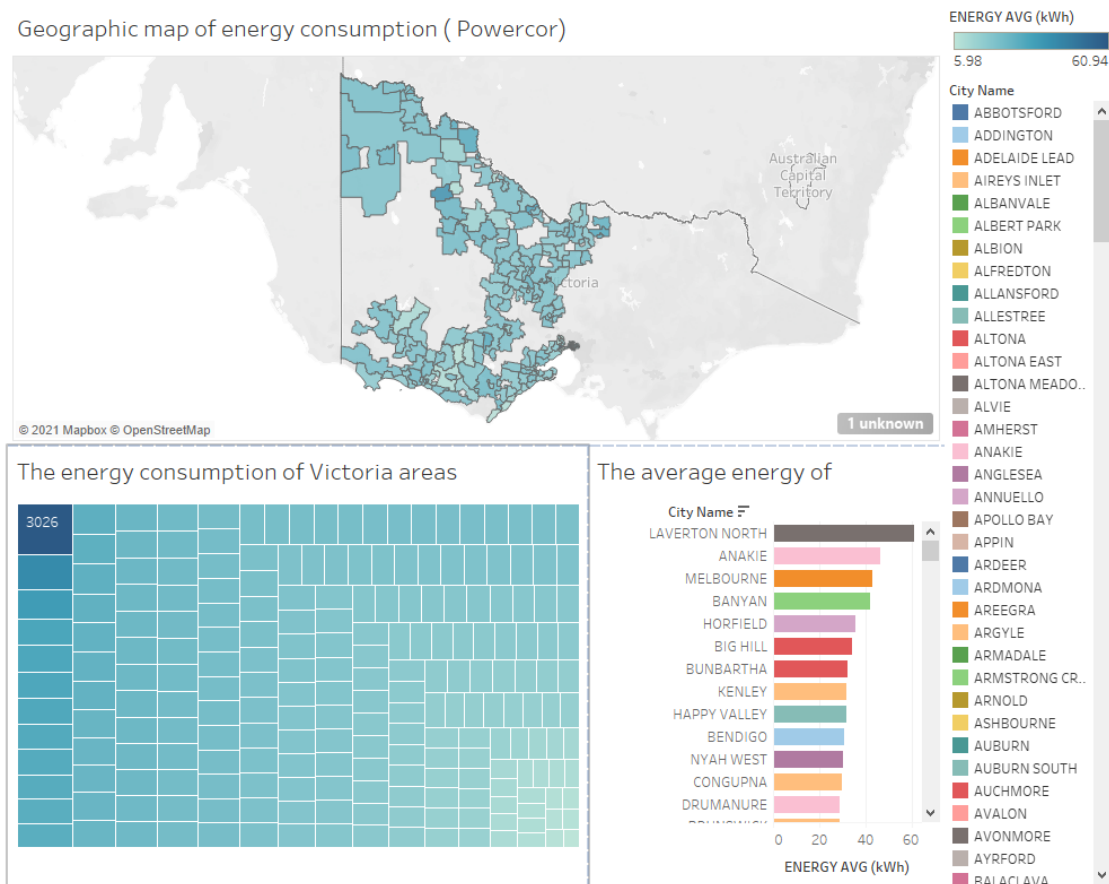 Geographic map of energy consumption ( Powercor)
Australian
Capital
Territory
ctoria
© 2021 Mapbox © OpenStreetMap
1 unknown
ENERGY AVG (kWh)
5.98 60.94
City Name
ABBOTSFORD
ADDINGTON
ADELAIDE LEAD
AIREYS INLET
ALBANVALE
ALBERT PARK
ALBION
ALFREDTON
ALLANSFORD
ALLESTREE
ALTONA
ALTONA EAST
ALTONA MEADO..
ALVIE
AMHERST
ANAKIE
ANGLESEA
ANNUELLO
APOLLO BAY
APPIN
ARDEER
ARDMONA
AREEGRA
ARGYLE
ARMADALE
ARMSTRONG CR..
ARNOLD
ASHBOURNE
AUBURN
AUBURN SOUTH
AUCHMORE
AVALON
AVONMORE
AYRFORD
BALACLAVA
The energy consumption of Victoria areas
3026
The average energy of
City Name
LAVERTON NORTH
ANAKIE
MELBOURNE
BANYAN
HORFIELD
BIG HILL
BUNBARTHA
KENLEY
HAPPY VALLEY
BENDIGO
NYAH WEST
CONGUPNA
DRUMANURE
BRUNSWICK
0 20 40 60
ENERGY AVG (kWh)